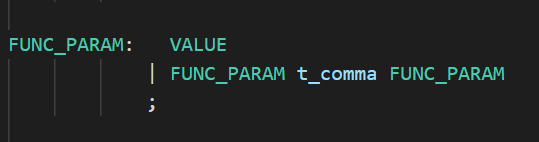 FUNC_PARAM: VALUE
| FUNC_PARAM t_comma FUNC_PARAM
;